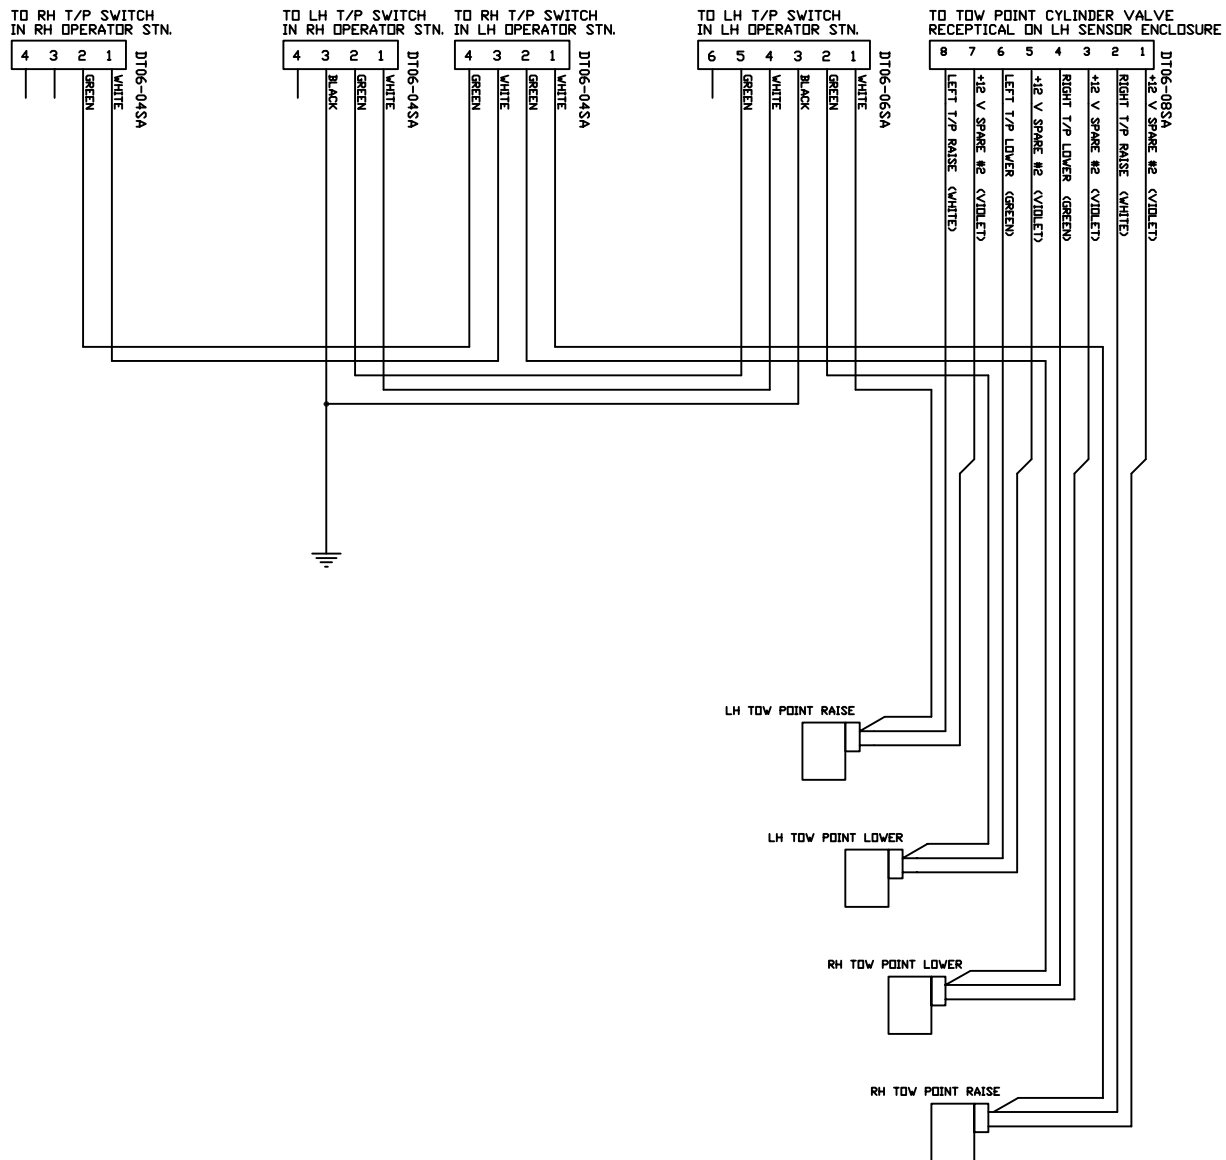 TO RH T/P SWITCH
IN RH OPERATOR STN.
4 3 2 1
DT06-04SA
GREEN
WHITE
TO LH T/P SWITCH
IN RH OPERATOR STN.
4 3 2 1
DT06-04SA
BLACK
GREEN
WHITE
TO RH T/P SWITCH
IN LH OPERATOR STN.
4 3 2 1
DT06-04SA
GREEN
WHITE
GREEN
WHITE
TO LH T/P SWITCH
IN LH OPERATOR STN.
6 5 4 3 2 1
DT06-06SA
GREEN
WHITE
BLACK
GREEN
WHITE
TO TOW POINT CYLINDER VALVE
RECEPTICAL ON LH SENSOR ENCLOSURE
8 7 6 5 4 3 2 1
DT06-08SA
LEFT T/P RAISE (WHITE)
+12 V SPARE #2 (VIOLET)
LEFT T/P LOWER (GREEN)
+12 V SPARE #2 (VIOLET)
RIGHT T/P LOWER (GREEN)
+12 V SPARE #2 (VIOLET)
RIGHT T/P RAISE (WHITE)
+12 V SPARE #2 (VIOLET)
LH TOW POINT RAISE
LH TOW POINT LOWER
RH TOW POINT LOWER
RH TOW POINT RAISE